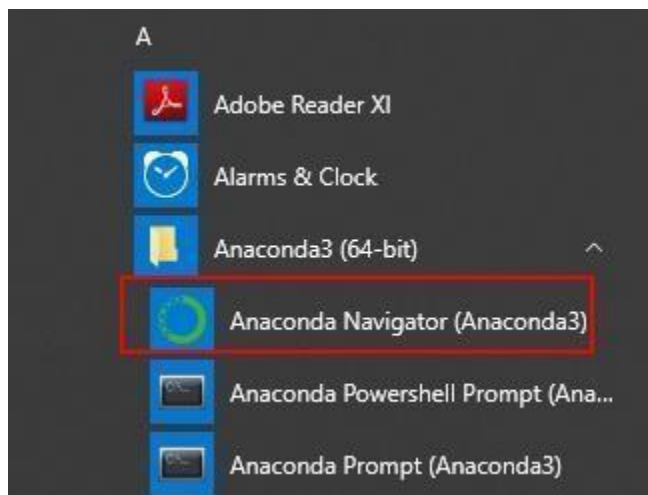 A
Adobe Reader XI
Alarms & Clock
Anaconda3 (64-bit)
Anaconda Navigator (Anaconda3)
Anaconda Powershell Prompt (Ana...
Anaconda Prompt (Anaconda3)